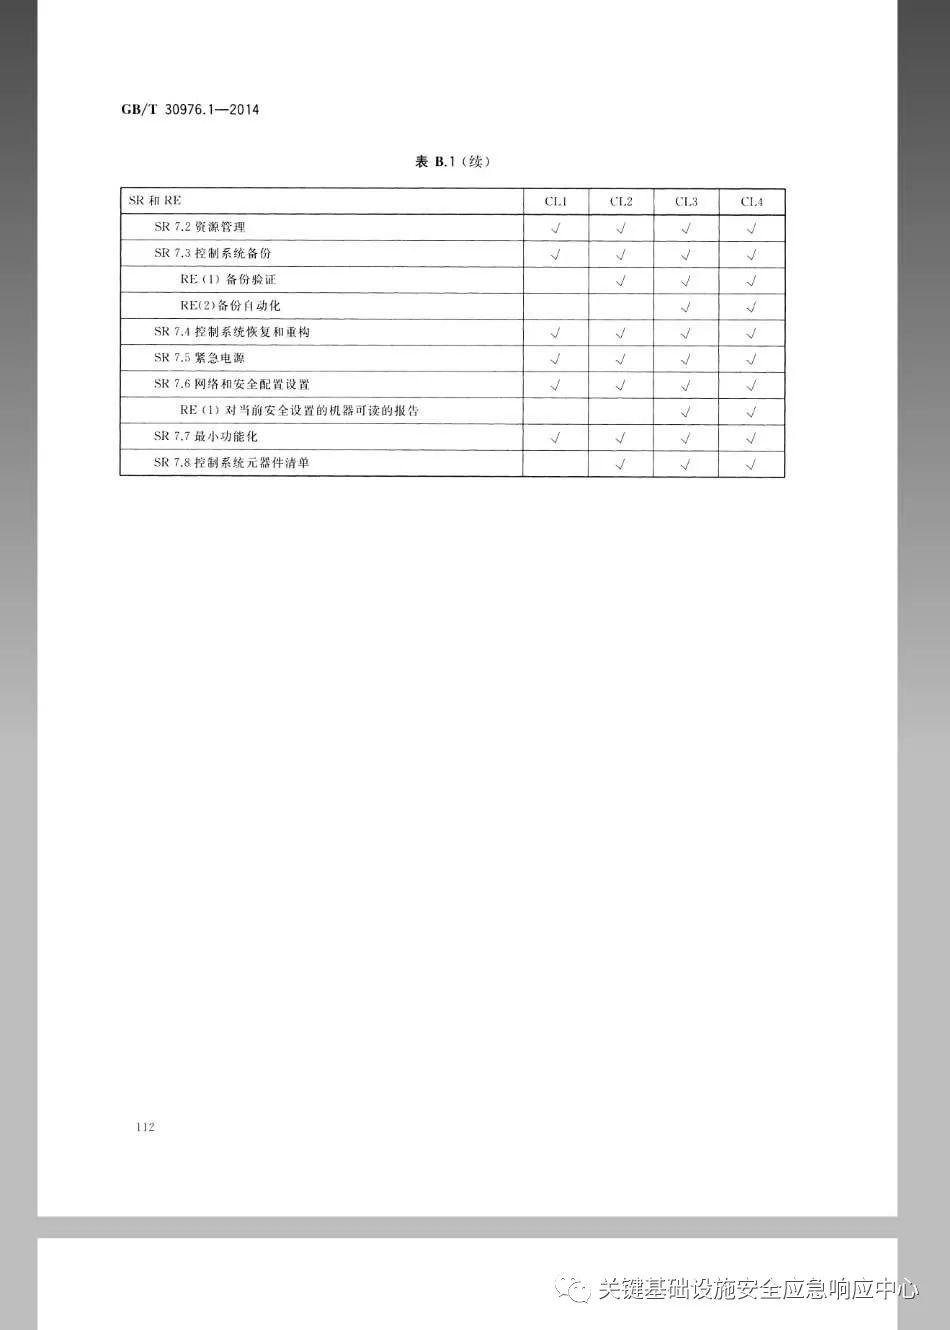 GB/T 30976.1—2014
表 B.1（续）
SR 和 RE CL1 CL2 CL3 CL4
SR 7.2 资源管理 √ √ √ √
SR 7.3 控制系统备份 √ √ √ √
RE (1) 备份验证 √ √ √
RE(2)备份自动化 √ √
SR 7.4 控制系统恢复和重构 √ √ √ √
SR 7.5 紧急电源 √ √ √ √
SR 7.6 网络和安全配置设置 √ √ √ √
RE (1) 对当前安全设置的机器可读的报告 √ √
SR 7.7 最小功能化 √ √ √ √
SR 7.8 控制系统元器件清单 √ √ √
112
关键基础设施安全应急响应中心